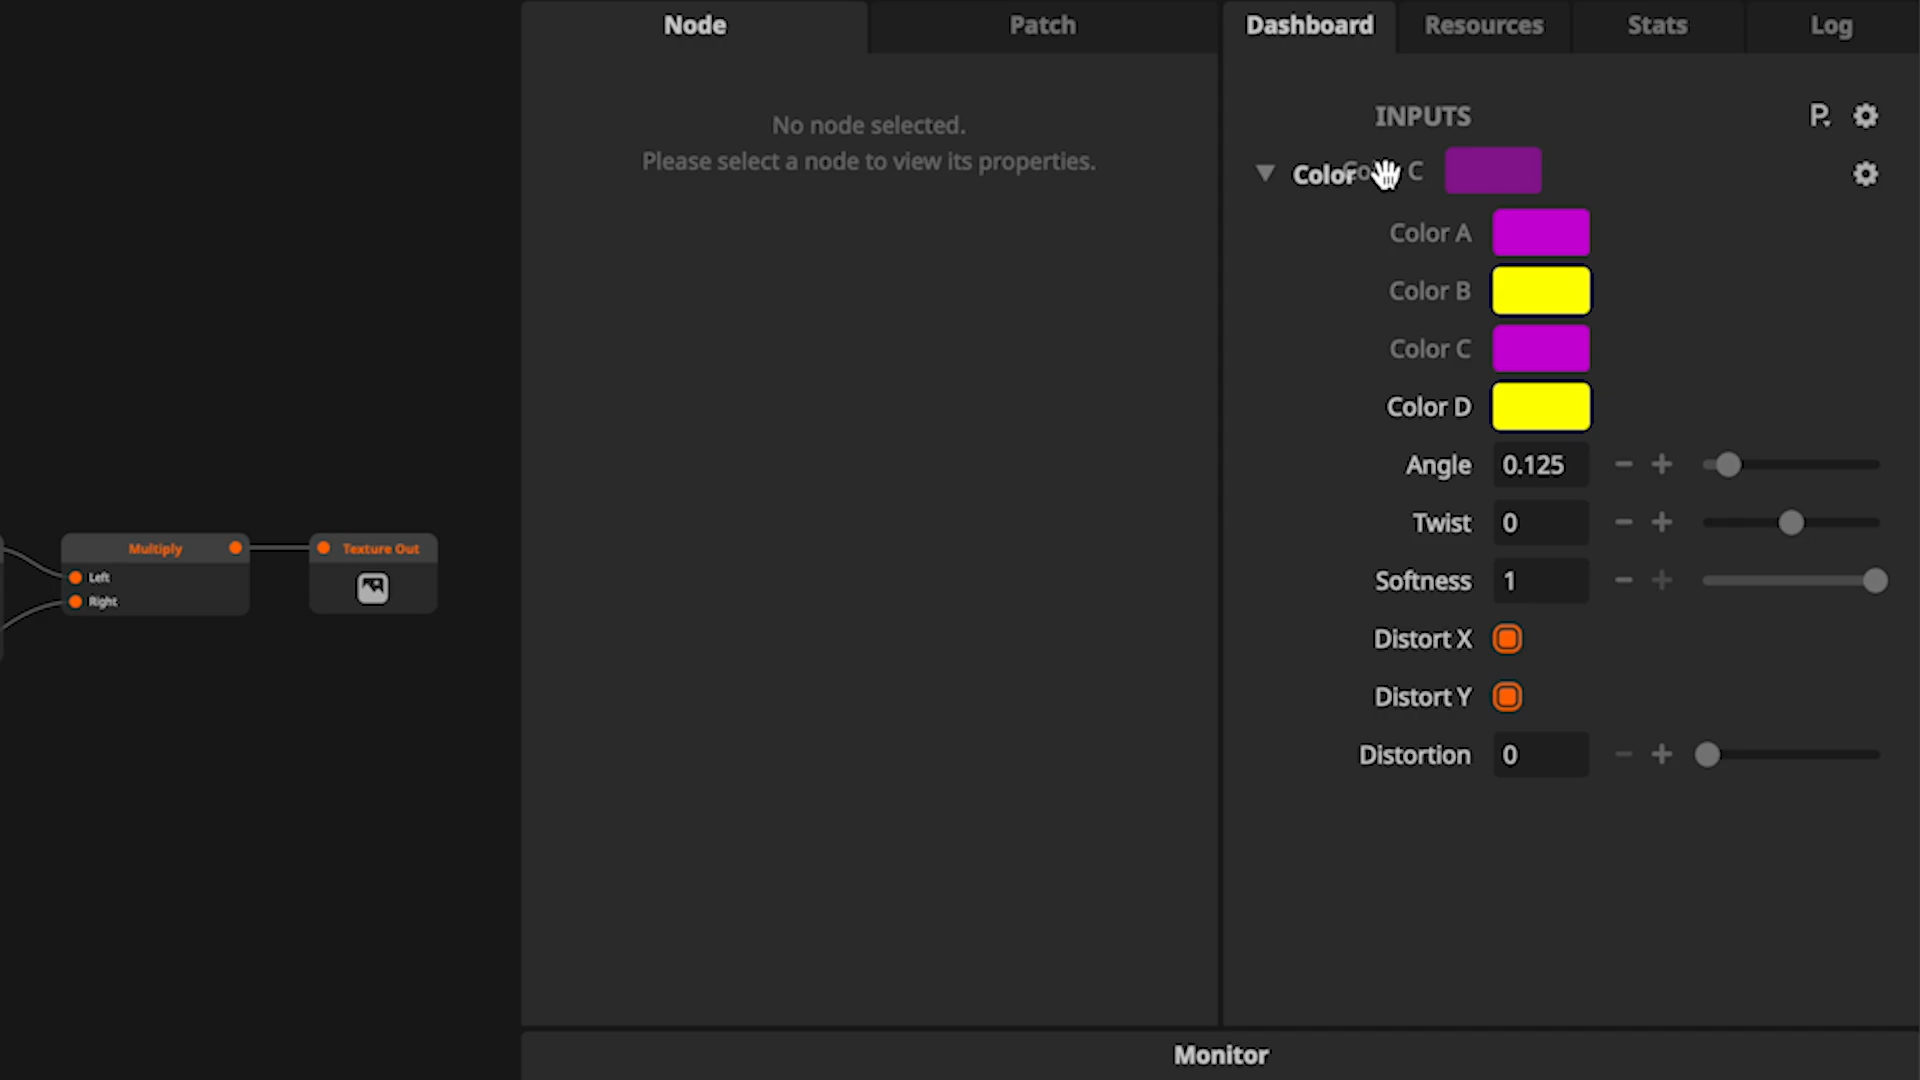 Node
Patch
Dashboard
Resources
Stats
Log
No node selected.
Please select a node to view its properties.
INPUTS
P.
Color
C
Color A
Color B
Color C
Color D
Angle 0.125
Twist 0
Softness 1
Distort X
Distort Y
Distortion 0
Multiply
Left
Right
Texture Out
Monitor